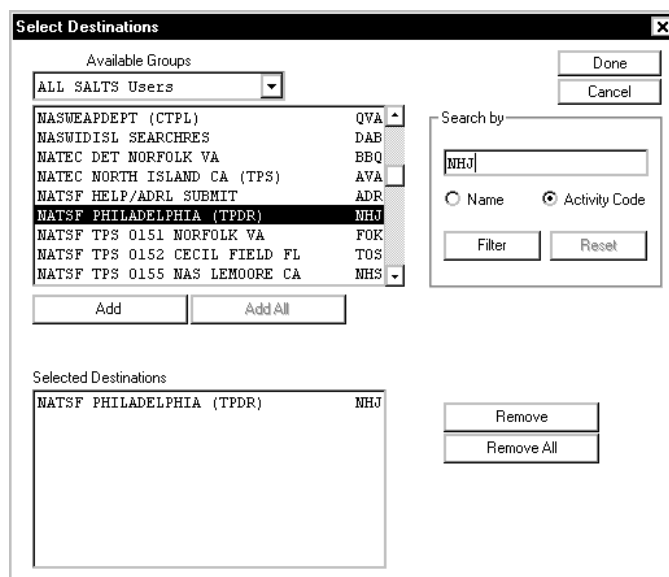 Select Destinations
Available Groups
ALL SALTS Users
NASWEAPDEPT (CTPL) QVA
NASWIDISL SEARCHRES DAB
NATEC DET NORFOLK VA BBQ
NATEC NORTH ISLAND CA (TPS) AVA
NATSF HELP/ADRL SUBMIT ADR
NATSF PHILADELPHIA (TPDR) NHJ
NATSF TPS 0151 NORFOLK VA FOK
NATSF TPS 0152 CECIL FIELD FL TOS
NATSF TPS 0155 NAS LEMOORE CA NHS
Add
Add All
Done
Cancel
Search by
NHJ
Name
Activity Code
Filter
Reset
Selected Destinations
NATSF PHILADELPHIA (TPDR) NHJ
Remove
Remove All